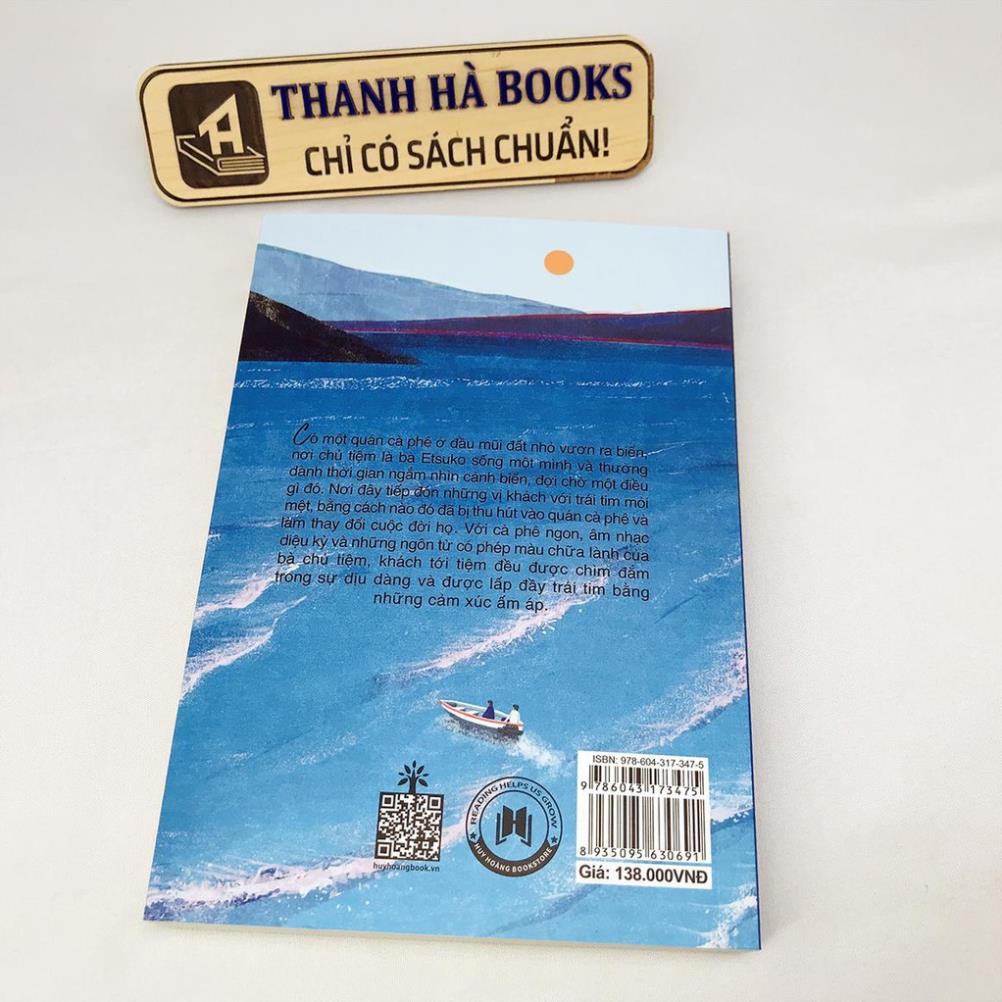 THANH HÀ BOOKS
CHỈ CÓ SÁCH CHUẨN!
Có một quán cà phê ở đầu mũi đất nhỏ vươn ra biển,
nơi chủ tiệm là bà Etsuko sống một mình và thường
dành thời gian ngắm nhìn cảnh biển, đợi chờ một điều
gì đó. Nơi đây tiếp đón những vị khách với trái tim mỏi
mệt, bằng cách nào đó đã bị thu hút vào quán cà phê và
làm thay đổi cuộc đời họ. Với cà phê ngon, âm nhạc
diệu kỳ và những ngôn từ có phép màu chữa lành của
bà chủ tiệm, khách tới tiệm đều được chìm đắm
trong sự dịu dàng và được lấp đầy trái tim bằng
những cảm xúc ấm áp.
huyhoangbook.vn
READING HELPS US GROW
HUY HOÀNG BOOKSTORE
ISBN: 978-604-317-347-5
9 786043 173475
8 935095 630691
Giá: 138.000VNĐ